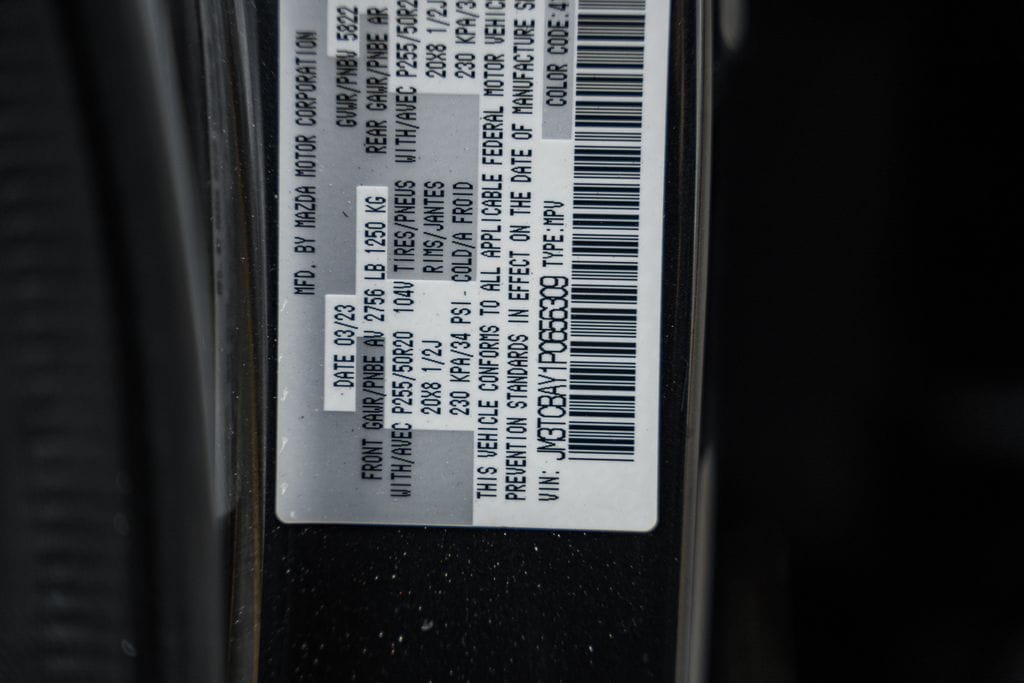 MFD. BY MAZDA MOTOR CORPORATION
DATE 03/23 GVWR/PNBV 5822
FRONT GAWR/PNBE AV 2756 LB 1250 KG REAR GAWR/PNBE AR
WITH/AVEC P255/50R20 104V TIRES/PNEUS WITH/AVEC P255/50R2
20X8 1/2J RIMS/JANTES 20X8 1/2J
230 KPA/34 PSI- COLD/A FROID 230 KPA/3
THIS VEHICLE CONFORMS TO ALL APPLICABLE FEDERAL MOTOR VEHIC
PREVENTION STANDARDS IN EFFECT ON THE DATE OF MANUFACTURE S
VIN: JM3TCBAY1P0656309 TYPE:MPV COLOR CODE:4